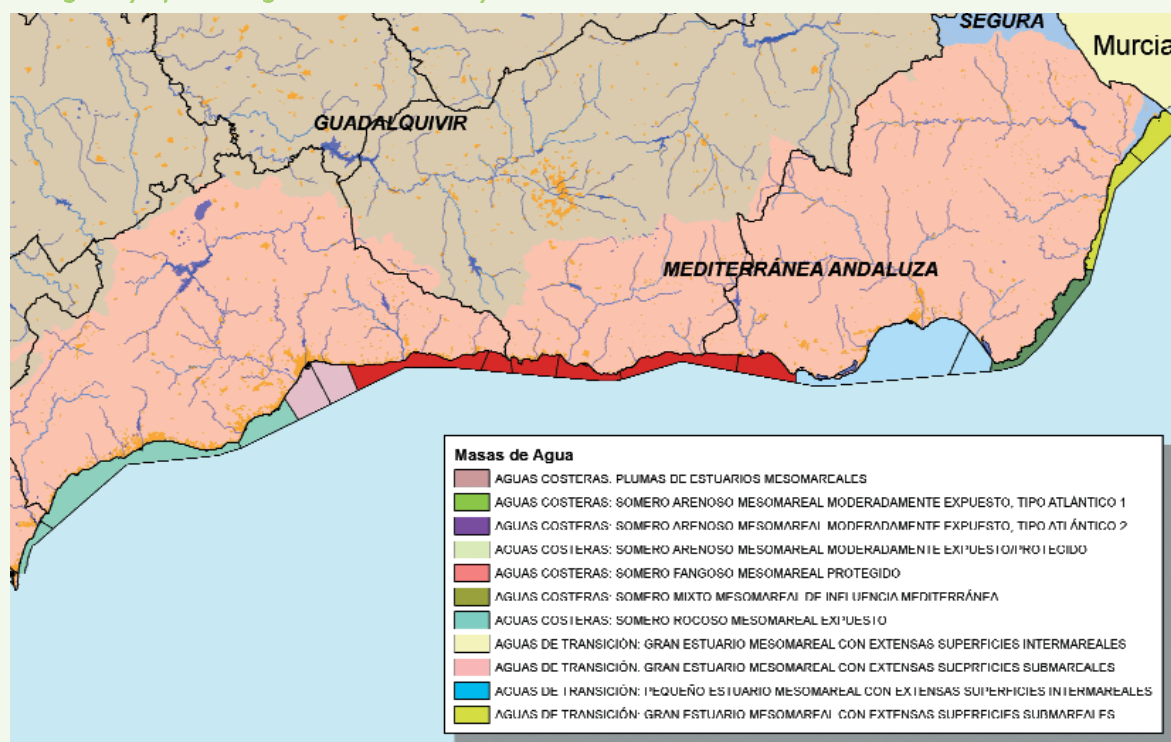 SEGURA
Murcia
GUADALQUIVIR
MEDITERRÁNEA ANDALUZA
Masas de Agua
AGUAS COSTERAS: PLUMAS DE ESTUARIOS MESOMAREALES
AGUAS COSTERAS: SOMERO ARENOSO MESOMAREAL MODERADAMENTE EXPUESTO, TIPO ATLÁNTICO 1
AGUAS COSTERAS: SOMERO ARENOSO MESOMAREAL MODERADAMENTE EXPUESTO, TIPO ATLÁNTICO 2
AGUAS COSTERAS: SOMERO ARENOSO MESOMAREAL MODERADAMENTE EXPUESTO/PROTEGIDO
AGUAS COSTERAS: SOMERO FANGOSO MESOMAREAL PROTEGIDO
AGUAS COSTERAS: SOMERO MIXTO MESOMAREAL DE INFLUENCIA MEDITERRÁNEA
AGUAS COSTERAS: SOMERO ROCOSO MESOMAREAL EXPUESTO
AGUAS DE TRANSICIÓN: GRAN ESTUARIO MESOMAREAL CON EXTENSAS SUPERFICIES INTERMAREALES
AGUAS DE TRANSICIÓN: GRAN ESTUARIO MESOMAREAL CON EXTENSAS SUEPRFICIES SUBMAREALES
AGUAS DE TRANSICIÓN: PEQUEÑO ESTUARIO MESOMAREAL CON EXTENSAS SUPERFICIES INTERMAREALES
AGUAS DE TRANSICIÓN: GRAN ESTUARIO MESOMAREAL CON EXTENSAS SUPERFICIES SUBMAREALES